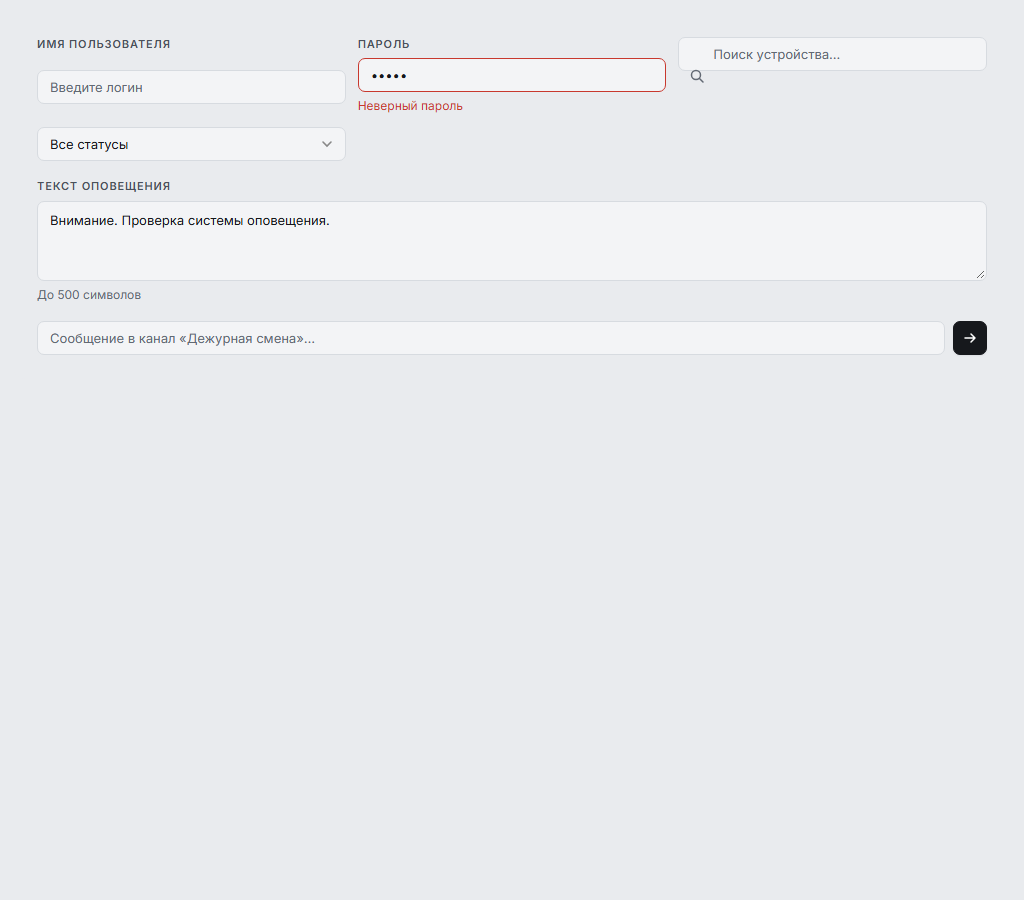 ИМЯ ПОЛЬЗОВАТЕЛЯ
Введите логин
ПАРОЛЬ
•••••
Неверный пароль
Поиск устройства...
Все статусы
ТЕКСТ ОПОВЕЩЕНИЯ
Внимание. Проверка системы оповещения.
До 500 символов
Сообщение в канал «Дежурная смена»...